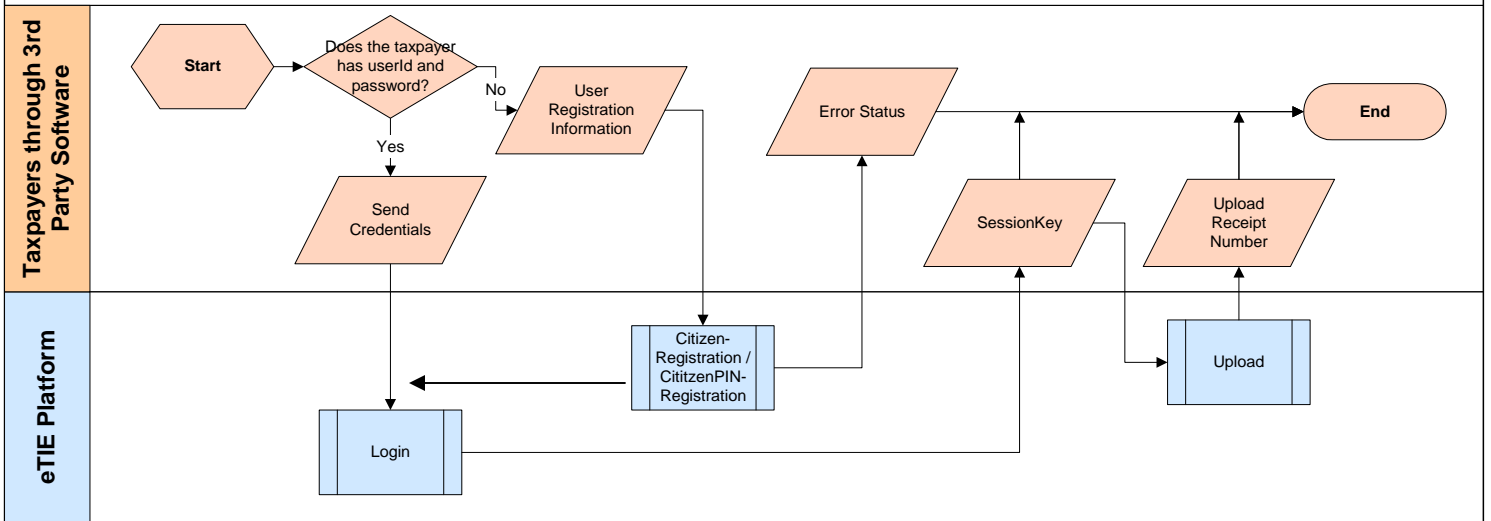 Taxpayers through 3rd
Party Software
Start
Does the taxpayer
has userId and
password?
No
Yes
User
Registration
Information
Send
Credentials
Error Status
SessionKey
Upload
Receipt
Number
End
eTIE Platform
Citizen-
Registration /
CititzenPIN-
Registration
Login
Upload